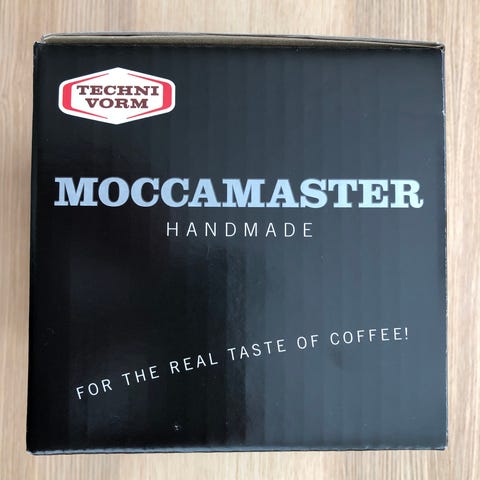 TECHNI
VORM
MOCCAMASTER
HANDMADE
FOR THE REAL TASTE OF COFFEE!